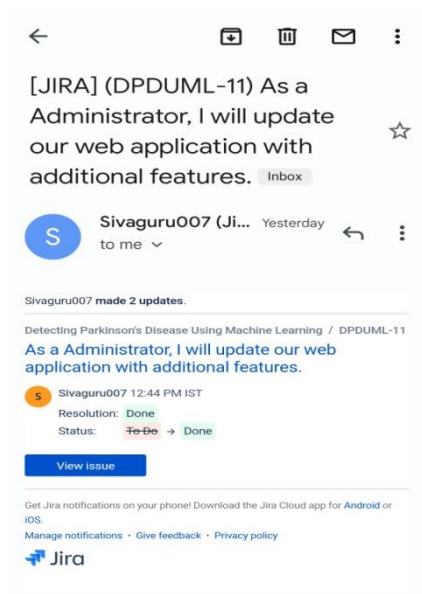 [JIRA] (DPDUML-11) As a
Administrator, I will update
our web application with
additional features. Inbox
S
Sivaguru007 (Ji... Yesterday
to me
Sivaguru007 made 2 updates.
Detecting Parkinson's Disease Using Machine Learning / DPDUML-11
As a Administrator, I will update our web
application with additional features.
S
Sivaguru007 12:44 PM IST
Resolution: Done
Status: To Do → Done
View issue
Get Jira notifications on your phone! Download the Jira Cloud app for Android or
iOS.
Manage notifications • Give feedback • Privacy policy
Jira